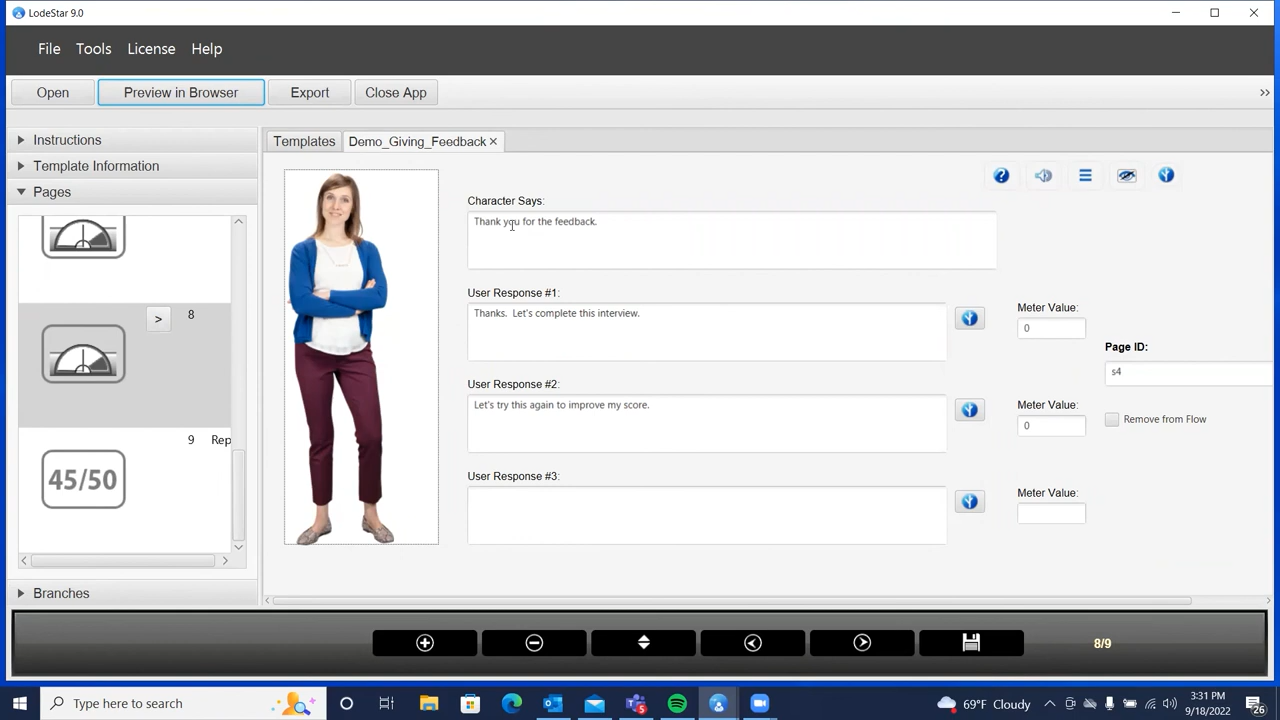 LodeStar 9.0
File Tools License Help
Open Preview in Browser Export Close App >>
Instructions
Template Information
Pages
> 8
9 Rep
45/50
Branches
Templates Demo_Giving_Feedback
Character Says:
Thank you for the feedback.
User Response #1:
Thanks. Let's complete this interview.
Meter Value:
0
Page ID:
s4
User Response #2:
Let's try this again to improve my score.
Meter Value:
0
Remove from Flow
User Response #3:
Meter Value:
8/9
Type here to search
69°F Cloudy
3:31 PM
9/18/2022
26